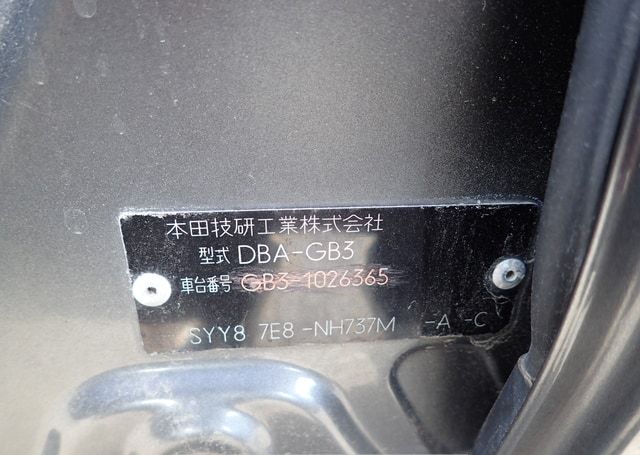 本田技研工業株式会社
型式 DBA-GB3
車台番号 GB3-1026365
SYY8 7E8-NH737M -A -C